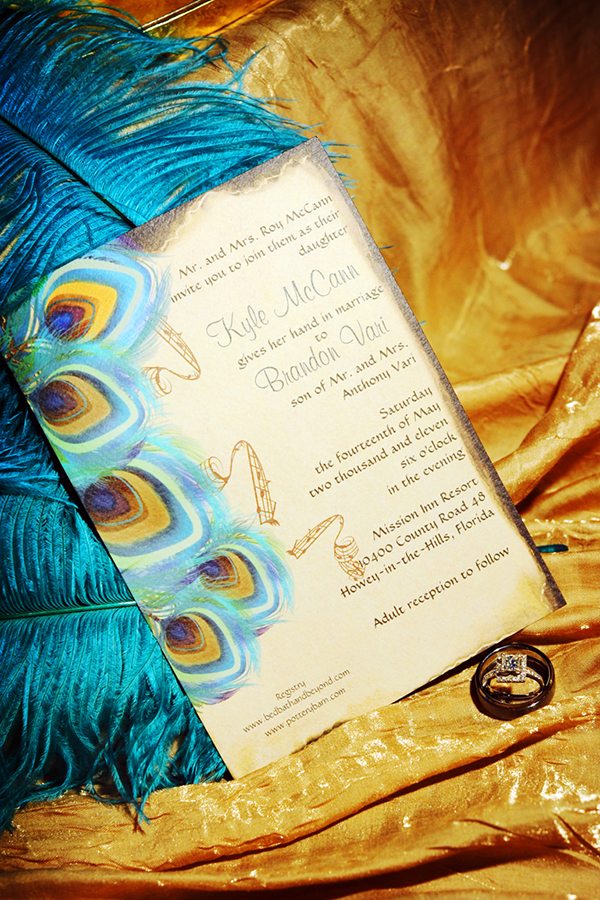 Mr. and Mrs. Roy McCann
invite you to join them as their
daughter
Kyle McCann
gives her hand in marriage
to
Brandon Vari
son of Mr. and Mrs.
Anthony Vari
Saturday
the fourteenth of May
two thousand and eleven
six o'clock
in the evening
Mission Inn Resort
10400 County Road 48
Howey-in-the-Hills, Florida
Adult reception to follow
Registry
www.bedbathandbeyond.com
www.potterybarn.com